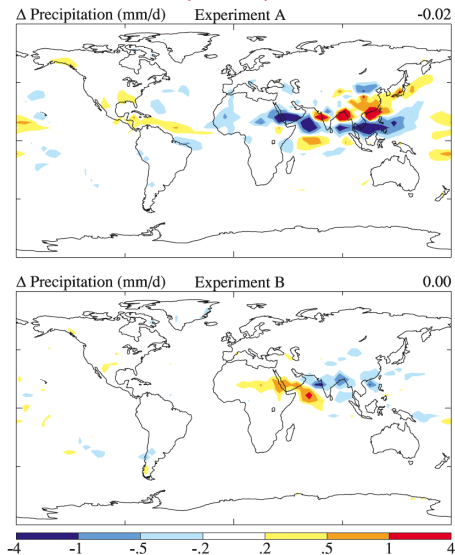 Δ Precipitation (mm/d) Experiment A -0.02
Δ Precipitation (mm/d) Experiment B 0.00
-4 -1 -.5 -.2 .2 .5 1 4